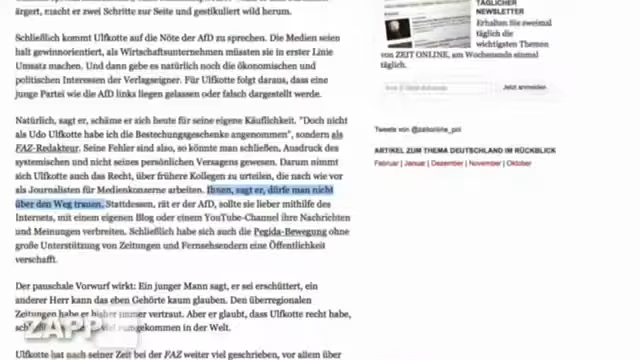 ärgert, macht er zwei Schritte zur Seite und gestikuliert wild herum.
Schließlich kommt Ulfkotte auf die Nöte der AfD zu sprechen. Die Medien seien
halt gewinnorientiert, als Wirtschaftsunternehmen müssten sie in erster Linie
Umsatz machen. Und dann gebe es natürlich noch die ökonomischen und
politischen Interessen der Verlagseigner. Für Ulfkotte folgt daraus, dass eine
junge Partei wie die AfD links liegen gelassen oder falsch dargestellt werde.
Natürlich, sagt er, schäme er sich heute für seine eigene Käuflichkeit. "Doch nicht
als Udo Ulfkotte habe ich die Bestechungsgeschenke angenommen", sondern als
FAZ-Redakteur. Seine Fehler sind also, so könnte man schließen, Ausdruck des
systemischen und nicht seines persönlichen Versagens gewesen. Darum nimmt
sich Ulfkotte auch das Recht, über frühere Kollegen zu urteilen, die nach wie vor
als Journalisten für Medienkonzerne arbeiten. Ihnen, sagt er, dürfe man nicht
über den Weg trauen. Stattdessen, rät er der AfD, sollte sie lieber mithilfe des
Internets, mit einem eigenen Blog oder einem YouTube-Channel ihre Nachrichten
und Meinungen verbreiten. Schließlich habe sich auch die Pegida-Bewegung ohne
große Unterstützung von Zeitungen und Fernsehsendern eine Öffentlichkeit
verschafft.
Der pauschale Vorwurf wirkt: Ein junger Mann sagt, er sei erschüttert, ein
anderer Herr kann das eben Gehörte kaum glauben. Den überregionalen
Zeitungen habe er bisher immer vertraut. Aber er glaubt, dass Ulfkotte recht habe,
rumgekommen in der Welt.
Ulfkotte hat nach seiner Zeit bei der FAZ weiter viel geschrieben, vor allem über
TÄGLICHER
NEWSLETTER
Erhalten Sie zweimal
täglich die
wichtigsten Themen
von ZEIT ONLINE, am Wochenende einmal
täglich.
Jetzt anmelden
Tweets von @zeitonline_pol
ARTIKEL ZUM THEMA DEUTSCHLAND IM RÜCKBLICK
Februar | Januar | Dezember | November | Oktober
ZAPP